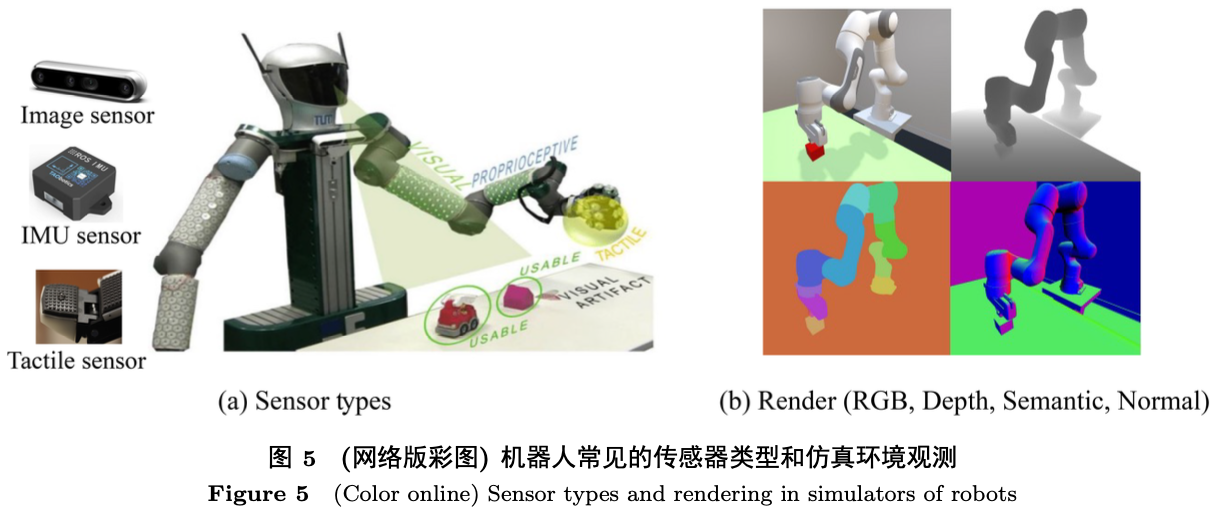 Image sensor
ROS IMU
IMU sensor
Tactile sensor
TUT
VISUAL
PROPRIOCEPTIVE
TACTILE
USABLE
USABLE
VISUAL
ARTIFACT
(a) Sensor types
(b) Render (RGB, Depth, Semantic, Normal)
图 5 (网络版彩图) 机器人常见的传感器类型和仿真环境观测
Figure 5 (Color online) Sensor types and rendering in simulators of robots